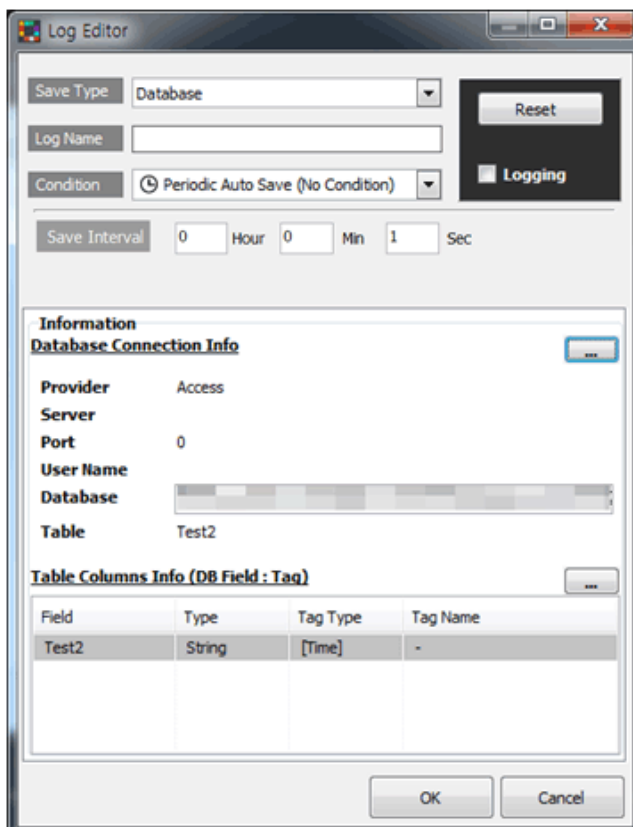 Log Editor
Save Type Database
Reset
Log Name
Logging
Condition Periodic Auto Save (No Condition)
Save Interval 0 Hour 0 Min 1 Sec
Information
Database Connection Info ...
Provider Access
Server
Port 0
User Name
Database
Table Test2
Table Columns Info (DB Field : Tag) ...
Field Type Tag Type Tag Name
Test2 String [Time] -
OK Cancel